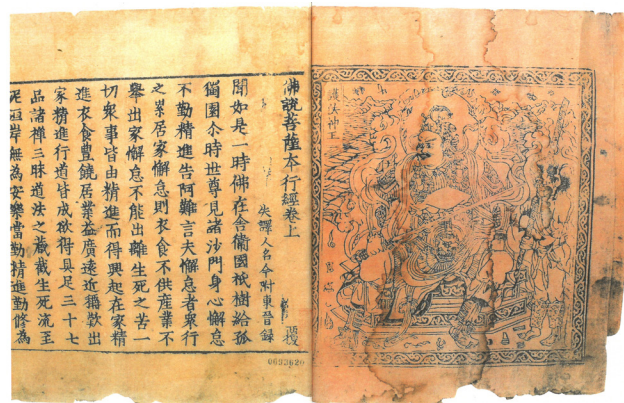 佛說菩薩本行經卷上
失譯人名今附東晉錄 覆
聞如是一時佛在舍衛國祇樹給孤
獨園尒時世尊見諸沙門身心懈怠
不勤精進告阿難言夫懈怠者衆行
之累居家懈怠則衣食不供産業不
舉出家懈怠不能出離生死之苦一
切衆事皆由精進而得興起在家精
進衣食豐饒居業益廣遠近稱歎出
家精進行道皆成欲得具足三十七
品諸禪三昧道法之藏截生死流至
泥洹岸無為安樂當勤精進勤修為